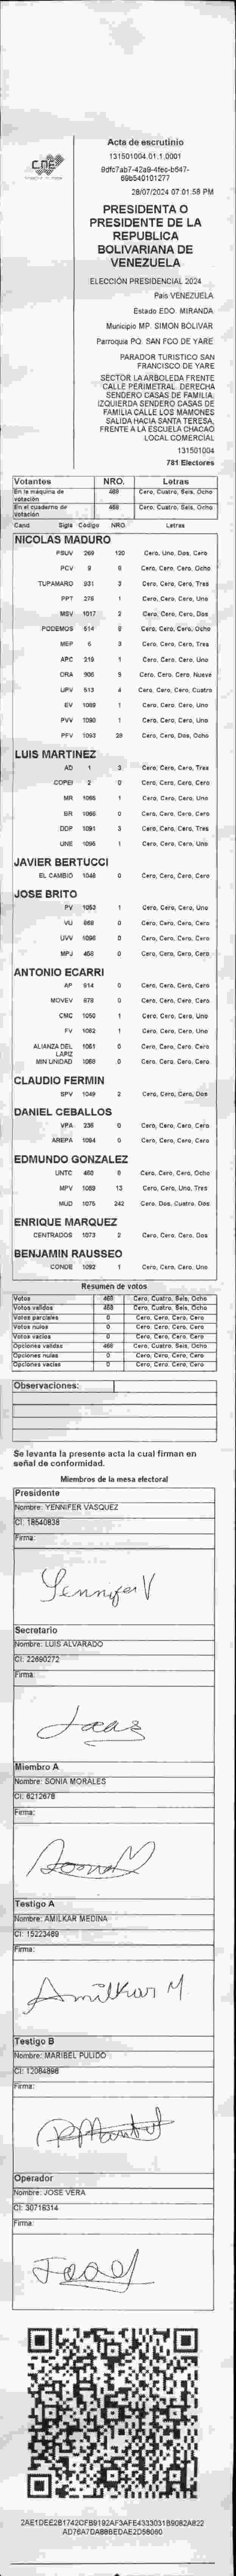 CNE
Acta de escrutinio
131501004.01.1.0001
9dfc7ab7-42a9-4fec-b647-
69b540101277
28/07/2024 07:01:58 PM
PRESIDENTA O
PRESIDENTE DE LA
REPUBLICA
BOLIVARIANA DE
VENEZUELA
ELECCIÓN PRESIDENCIAL 2024
País VENEZUELA
Estado EDO. MIRANDA
Municipio MP. SIMON BOLIVAR
Parroquia PQ. SAN FCO DE YARE
PARADOR TURISTICO SAN
FRANCISCO DE YARE
SECTOR LA ARBOLEDA FRENTE
CALLE PERIMETRAL. DERECHA
SENDERO CASAS DE FAMILIA.
IZQUIERDA SENDERO CASAS DE
FAMILIA CALLE LOS MAMONES
SALIDA HACIA SANTA TERESA,
FRENTE A LA ESCUELA CHACAO
LOCAL COMERCIAL
131501004
781 Electores
Votantes NRO. Letras
En la máquina de votación 468 Cero, Cuatro, Seis, Ocho
En el cuaderno de votación 468 Cero, Cuatro, Seis, Ocho
Cand Sigla Código NRO. Letras
NICOLAS MADURO
PSUV 269 120 Cero, Uno, Dos, Cero
PCV 9 8 Cero, Cero, Cero, Ocho
TUPAMARO 931 3 Cero, Cero, Cero, Tres
PPT 276 1 Cero, Cero, Cero, Uno
MSV 1017 2 Cero, Cero, Cero, Dos
PODEMOS 514 8 Cero, Cero, Cero, Ocho
MEP 6 3 Cero, Cero, Cero, Tres
APC 219 1 Cero, Cero, Cero, Uno
ORA 906 9 Cero, Cero, Cero, Nueve
UPV 513 4 Cero, Cero, Cero, Cuatro
EV 1089 1 Cero, Cero, Cero, Uno
PVV 1090 1 Cero, Cero, Cero, Uno
PFV 1093 28 Cero, Cero, Dos, Ocho
LUIS MARTINEZ
AD 1 3 Cero, Cero, Cero, Tres
COPEI 2 0 Cero, Cero, Cero, Cero
MR 1065 1 Cero, Cero, Cero, Uno
BR 1066 0 Cero, Cero, Cero, Cero
DDP 1091 3 Cero, Cero, Cero, Tres
UNE 1096 1 Cero, Cero, Cero, Uno
JAVIER BERTUCCI
EL CAMBIO 1048 0 Cero, Cero, Cero, Cero
JOSE BRITO
PV 1053 1 Cero, Cero, Cero, Uno
VU 868 0 Cero, Cero, Cero, Cero
UVV 1098 0 Cero, Cero, Cero, Cero
MPJ 458 0 Cero, Cero, Cero, Cero
ANTONIO ECARRI
AP 914 0 Cero, Cero, Cero, Cero
MOVEV 879 0 Cero, Cero, Cero, Cero
CMC 1050 1 Cero, Cero, Cero, Uno
FV 1062 1 Cero, Cero, Cero, Uno
ALIANZA DEL LAPIZ 1051 0 Cero, Cero, Cero, Cero
MIN UNIDAD 1068 0 Cero, Cero, Cero, Cero
CLAUDIO FERMIN
SPV 1049 2 Cero, Cero, Cero, Dos
DANIEL CEBALLOS
VPA 235 0 Cero, Cero, Cero, Cero
AREPA 1094 0 Cero, Cero, Cero, Cero
EDMUNDO GONZALEZ
UNTC 460 8 Cero, Cero, Cero, Ocho
MPV 1089 13 Cero, Cero, Uno, Tres
MUD 1075 242 Cero, Dos, Cuatro, Dos
ENRIQUE MARQUEZ
CENTRADOS 1073 2 Cero, Cero, Cero, Dos
BENJAMIN RAUSSEO
CONDE 1092 1 Cero, Cero, Cero, Uno
Resumen de votos
Votos 468 Cero, Cuatro, Seis, Ocho
Votos validos 468 Cero, Cuatro, Seis, Ocho
Votos parciales 0 Cero, Cero, Cero, Cero
Votos nulos 0 Cero, Cero, Cero, Cero
Votos vacios 0 Cero, Cero, Cero, Cero
Opciones validas 468 Cero, Cuatro, Seis, Ocho
Opciones nulas 0 Cero, Cero, Cero, Cero
Opciones vacias 0 Cero, Cero, Cero, Cero
Observaciones:
Se levanta la presente acta la cual firman en
señal de conformidad.
Miembros de la mesa electoral
Presidente
Nombre: YENNIFER VASQUEZ
CI: 18540838
Firma:
Yennifer V
Secretario
Nombre: LUIS ALVARADO
CI: 22690272
Firma:
Miembro A
Nombre: SONIA MORALES
CI: 6212678
Firma:
Testigo A
Nombre: AMILKAR MEDINA
CI: 15223489
Firma:
Amilkar M
Testigo B
Nombre: MARIBEL PULIDO
CI: 12084898
Firma:
Operador
Nombre: JOSE VERA
CI: 30716314
Firma:
2AE1DEE2B1742CFB9192AF3AFE4333031B9082A822
AD76A7DA88BEDAE2D58060